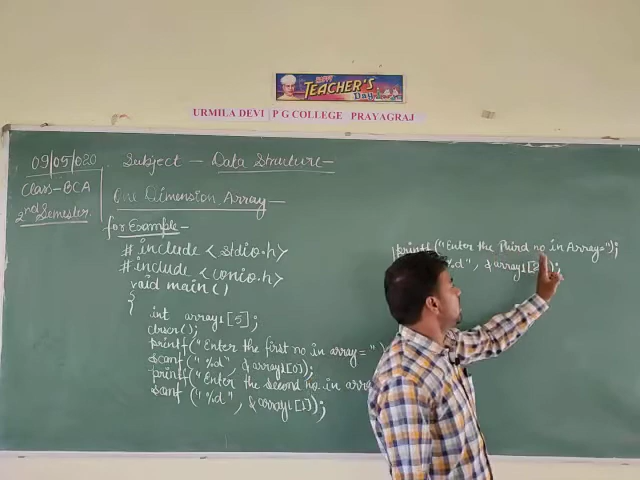 HAPPY
TEACHER'S
Day
URMILA DEVI P G COLLEGE PRAYAGRAJ
09/05/020
Subject - Data Structure -
Class - BCA
2nd Semester.
One Dimension Array
for Example -
#include <stdio.h>
#include <conio.h>
void main()
{
int array1[5];
clrscr();
printf("Enter the first no in array="
scanf("%d", &array1[0]);
printf("Enter the second no in arra
scanf("%d", &array1[1]);
printf("Enter the Third no in Array=");
%d", &array1[2]);